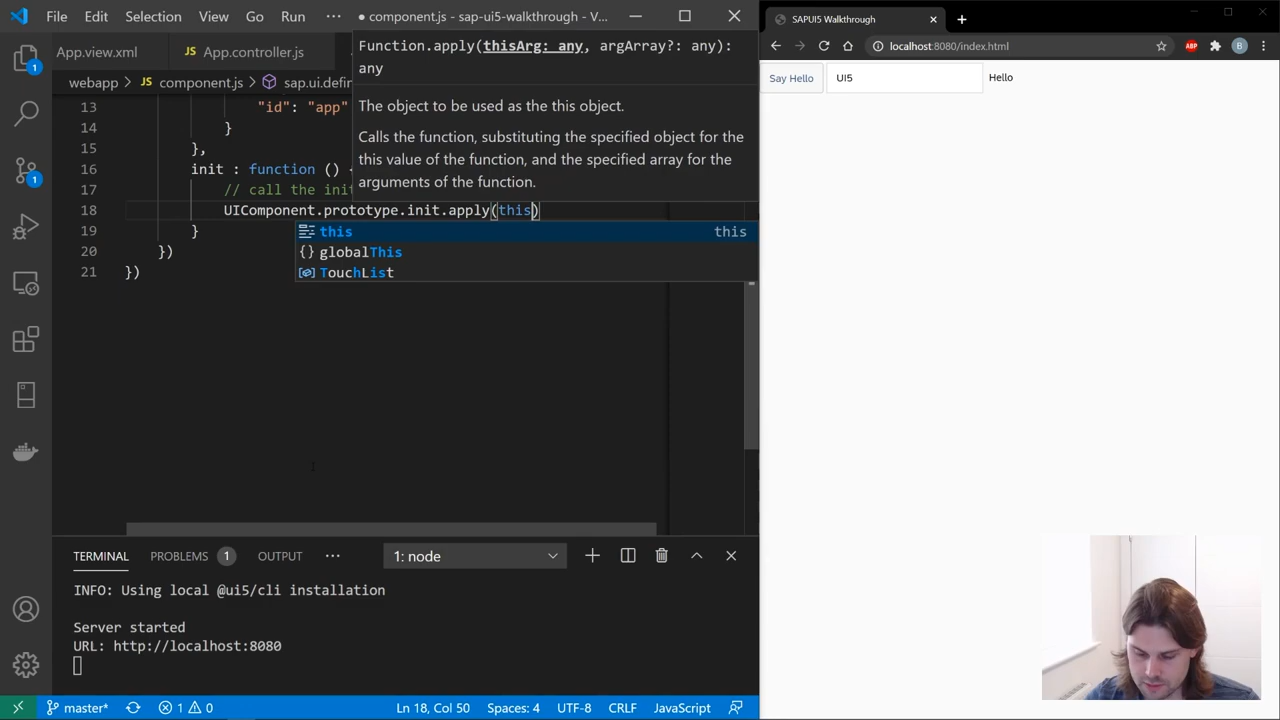 File Edit Selection View Go Run ··· ● component.js - sap-ui5-walkthrough - V...
App.view.xml JS App.controller.js
webapp > JS component.js > sap.ui.defin
Function.apply(thisArg: any, argArray?: any):
any
The object to be used as the this object.
Calls the function, substituting the specified object for the
this value of the function, and the specified array for the
arguments of the function.
13 "id": "app"
14 }
15 },
16 init : function () {
17 // call the init
18 UIComponent.prototype.init.apply(this)
19 }
20 })
21 })
this this
globalThis
TouchList
TERMINAL PROBLEMS 1 OUTPUT ··· 1: node
INFO: Using local @ui5/cli installation
Server started
URL: http://localhost:8080
master* 1 0 Ln 18, Col 50 Spaces: 4 UTF-8 CRLF JavaScript
1
1
SAPUI5 Walkthrough
localhost:8080/index.html ABP B
Say Hello UI5 Hello